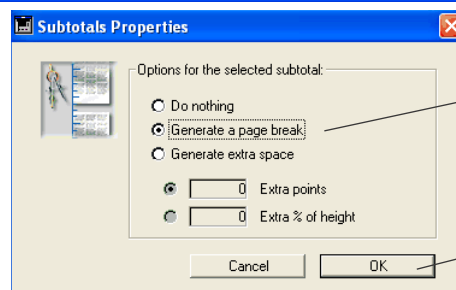 Subtotals Properties
Options for the selected subtotal:
Do nothing
Generate a page break
Generate extra space
0 Extra points
0 Extra % of height
Cancel OK